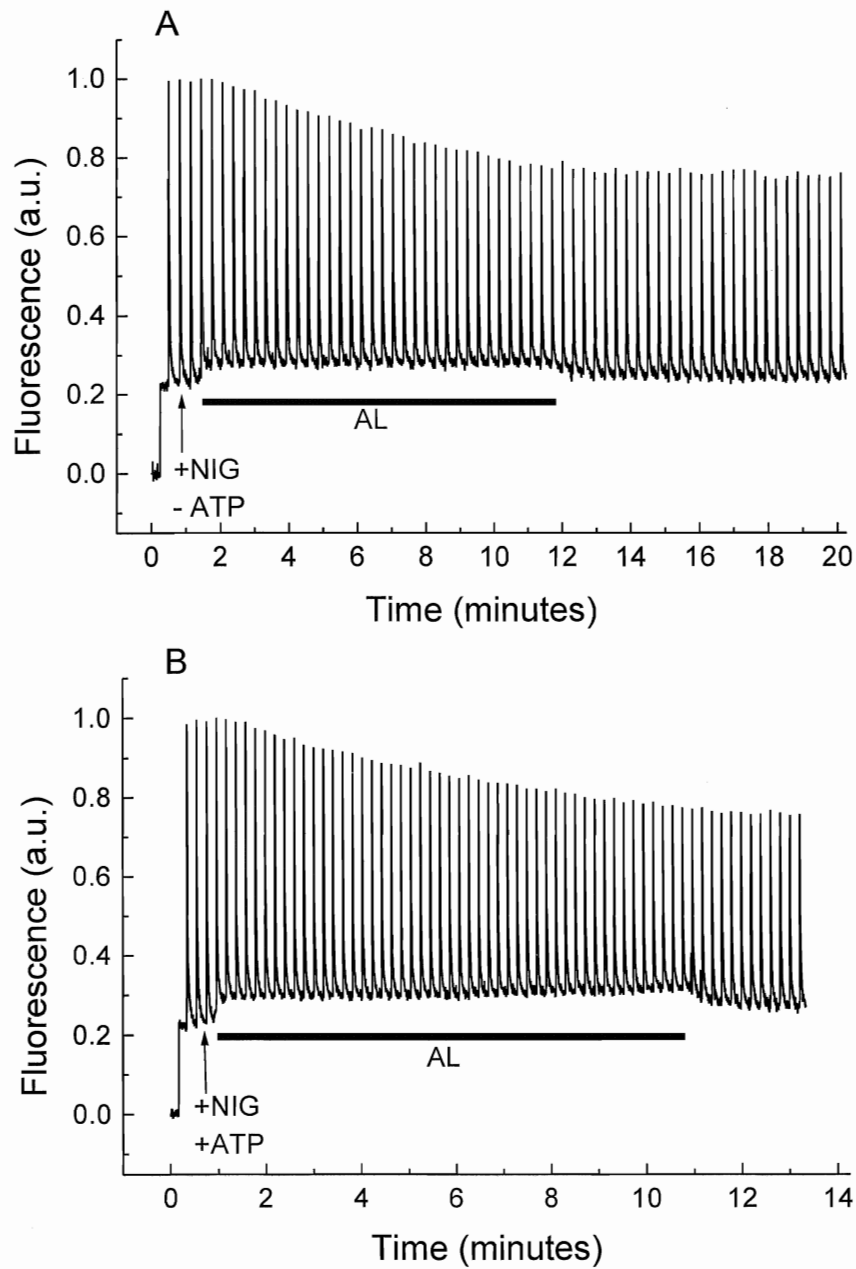 A
Fluorescence (a.u.)
1.0
0.8
0.6
0.4
0.2
0.0
AL
+NIG
- ATP
0 2 4 6 8 10 12 14 16 18 20
Time (minutes)
B
Fluorescence (a.u.)
1.0
0.8
0.6
0.4
0.2
0.0
AL
+NIG
+ATP
0 2 4 6 8 10 12 14
Time (minutes)